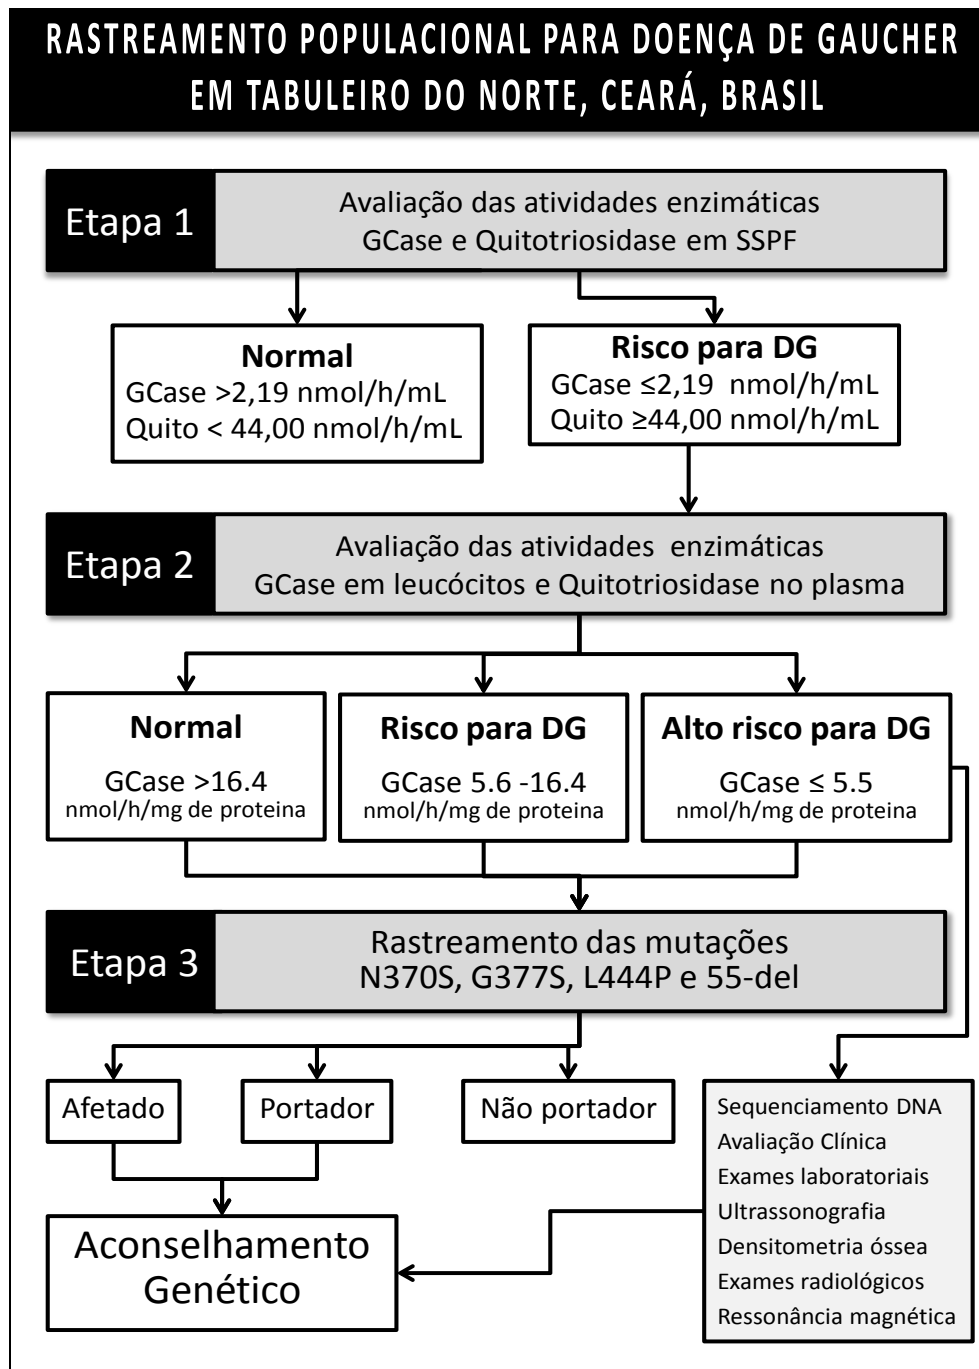 RASTREAMENTO POPULACIONAL PARA DOENÇA DE GAUCHER
EM TABULEIRO DO NORTE, CEARÁ, BRASIL
Etapa 1
Avaliação das atividades enzimáticas
GCase e Quitotriosidase em SSPF
Normal
GCase >2,19 nmol/h/mL
Quito < 44,00 nmol/h/mL
Risco para DG
GCase ≤2,19 nmol/h/mL
Quito ≥44,00 nmol/h/mL
Etapa 2
Avaliação das atividades enzimáticas
GCase em leucócitos e Quitotriosidase no plasma
Normal
GCase >16.4
nmol/h/mg de proteina
Risco para DG
GCase 5.6 -16.4
nmol/h/mg de proteina
Alto risco para DG
GCase ≤ 5.5
nmol/h/mg de proteina
Etapa 3
Rastreamento das mutações
N370S, G377S, L444P e 55-del
Afetado
Portador
Não portador
Sequenciamento DNA
Avaliação Clínica
Exames laboratoriais
Ultrassonografia
Densitometria óssea
Exames radiológicos
Ressonância magnética
Aconselhamento
Genético